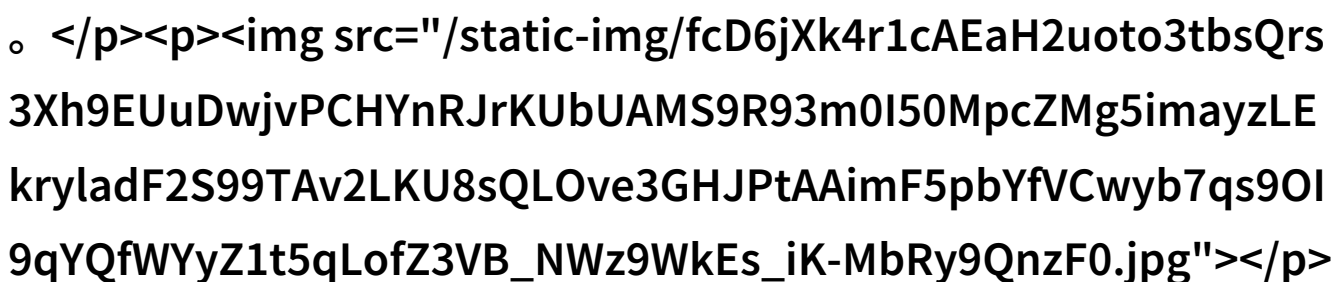 。</p><p><img src="/static-img/fcD6jXk4r1cAEaH2uoto3tbsQrs
3Xh9EUuDwjvPCHYnRJrKUbUAMS9R93m0I50MpcZMg5imayzLE
kryladF2S99TAv2LKU8sQLOve3GHJPtAAimF5pbYfVCwyb7qs9OI
9qYQfWYyZ1t5qLofZ3VB_NWz9WkEs_iK-MbRy9QnzF0.jpg"></p>